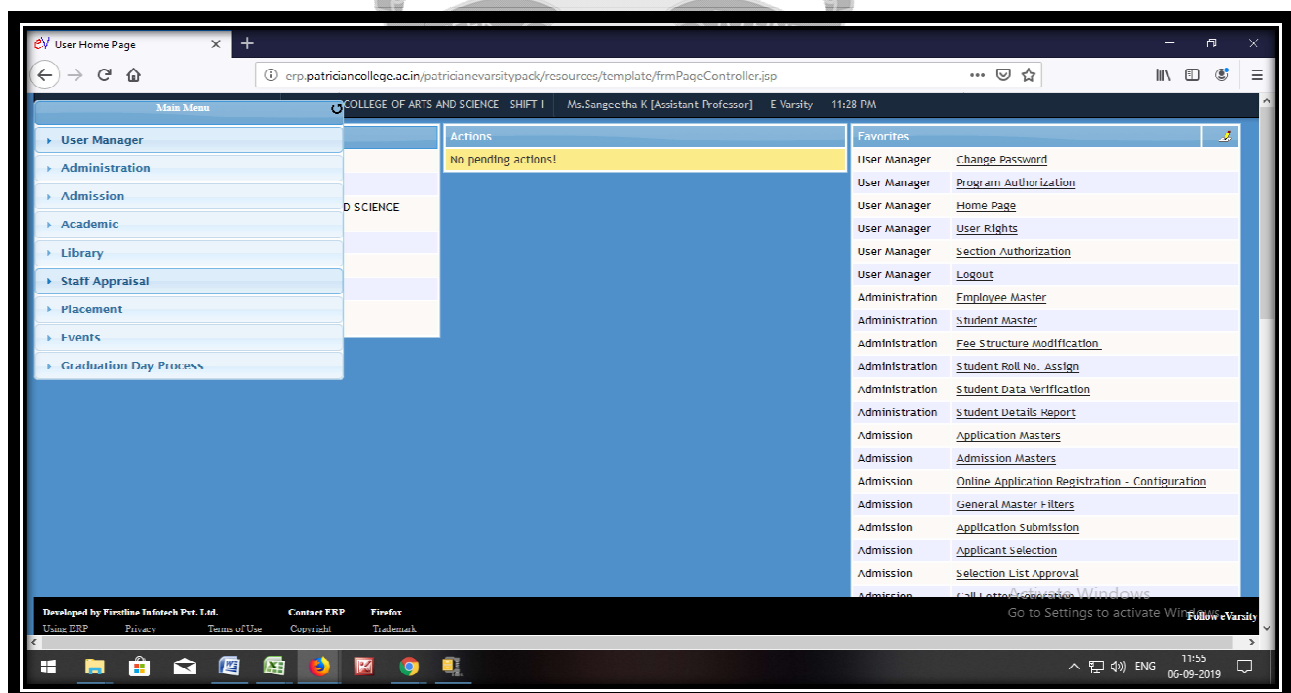 User Home Page
erp.patriciancollege.ac.in/patricianevarsitypack/resources/template/frmPageController.jsp
COLLEGE OF ARTS AND SCIENCE SHIFT I Ms.Sangeetha K [Assistant Professor] E Varsity 11:28 PM
Main Menu
User Manager
Administration
Admission
Academic
Library
Staff Appraisal
Placement
Events
Graduation Day Process
D SCIENCE
Actions
No pending actions!
Favorites
User Manager Change Password
User Manager Program Authorization
User Manager Home Page
User Manager User Rights
User Manager Section Authorization
User Manager Logout
Administration Employee Master
Administration Student Master
Administration Fee Structure Modification
Administration Student Roll No. Assign
Administration Student Data Verification
Administration Student Details Report
Admission Application Masters
Admission Admission Masters
Admission Online Application Registration - Configuration
Admission General Master Filters
Admission Application Submission
Admission Applicant Selection
Admission Selection List Approval
Admission Call Letter Generation
Activate Windows
Go to Settings to activate Windows.
Developed by Firstline Infotech Pvt. Ltd. Contact ERP Firefox
Follow eVarsity
Using ERP Privacy Terms of Use Copyright Trademark
ENG
11:55
06-09-2019